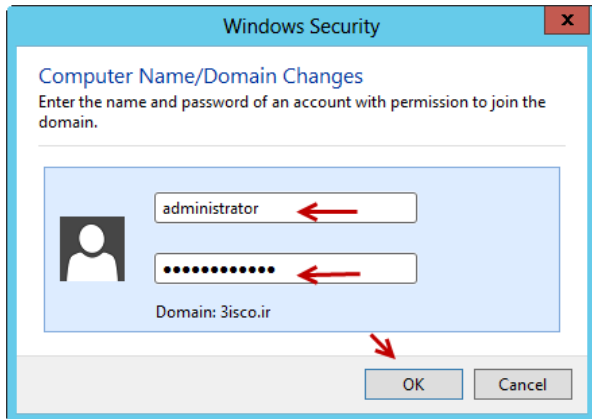 Windows Security
x
Computer Name/Domain Changes
Enter the name and password of an account with permission to join the
domain.
administrator
••••••••••••
Domain: 3isco.ir
OK
Cancel